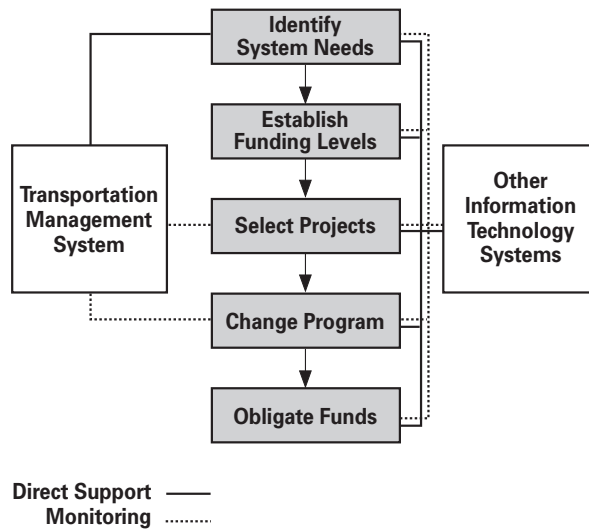 Identify
System Needs
Establish
Funding Levels
Transportation
Management
System
Select Projects
Other
Information
Technology
Systems
Change Program
Obligate Funds
Direct Support
Monitoring